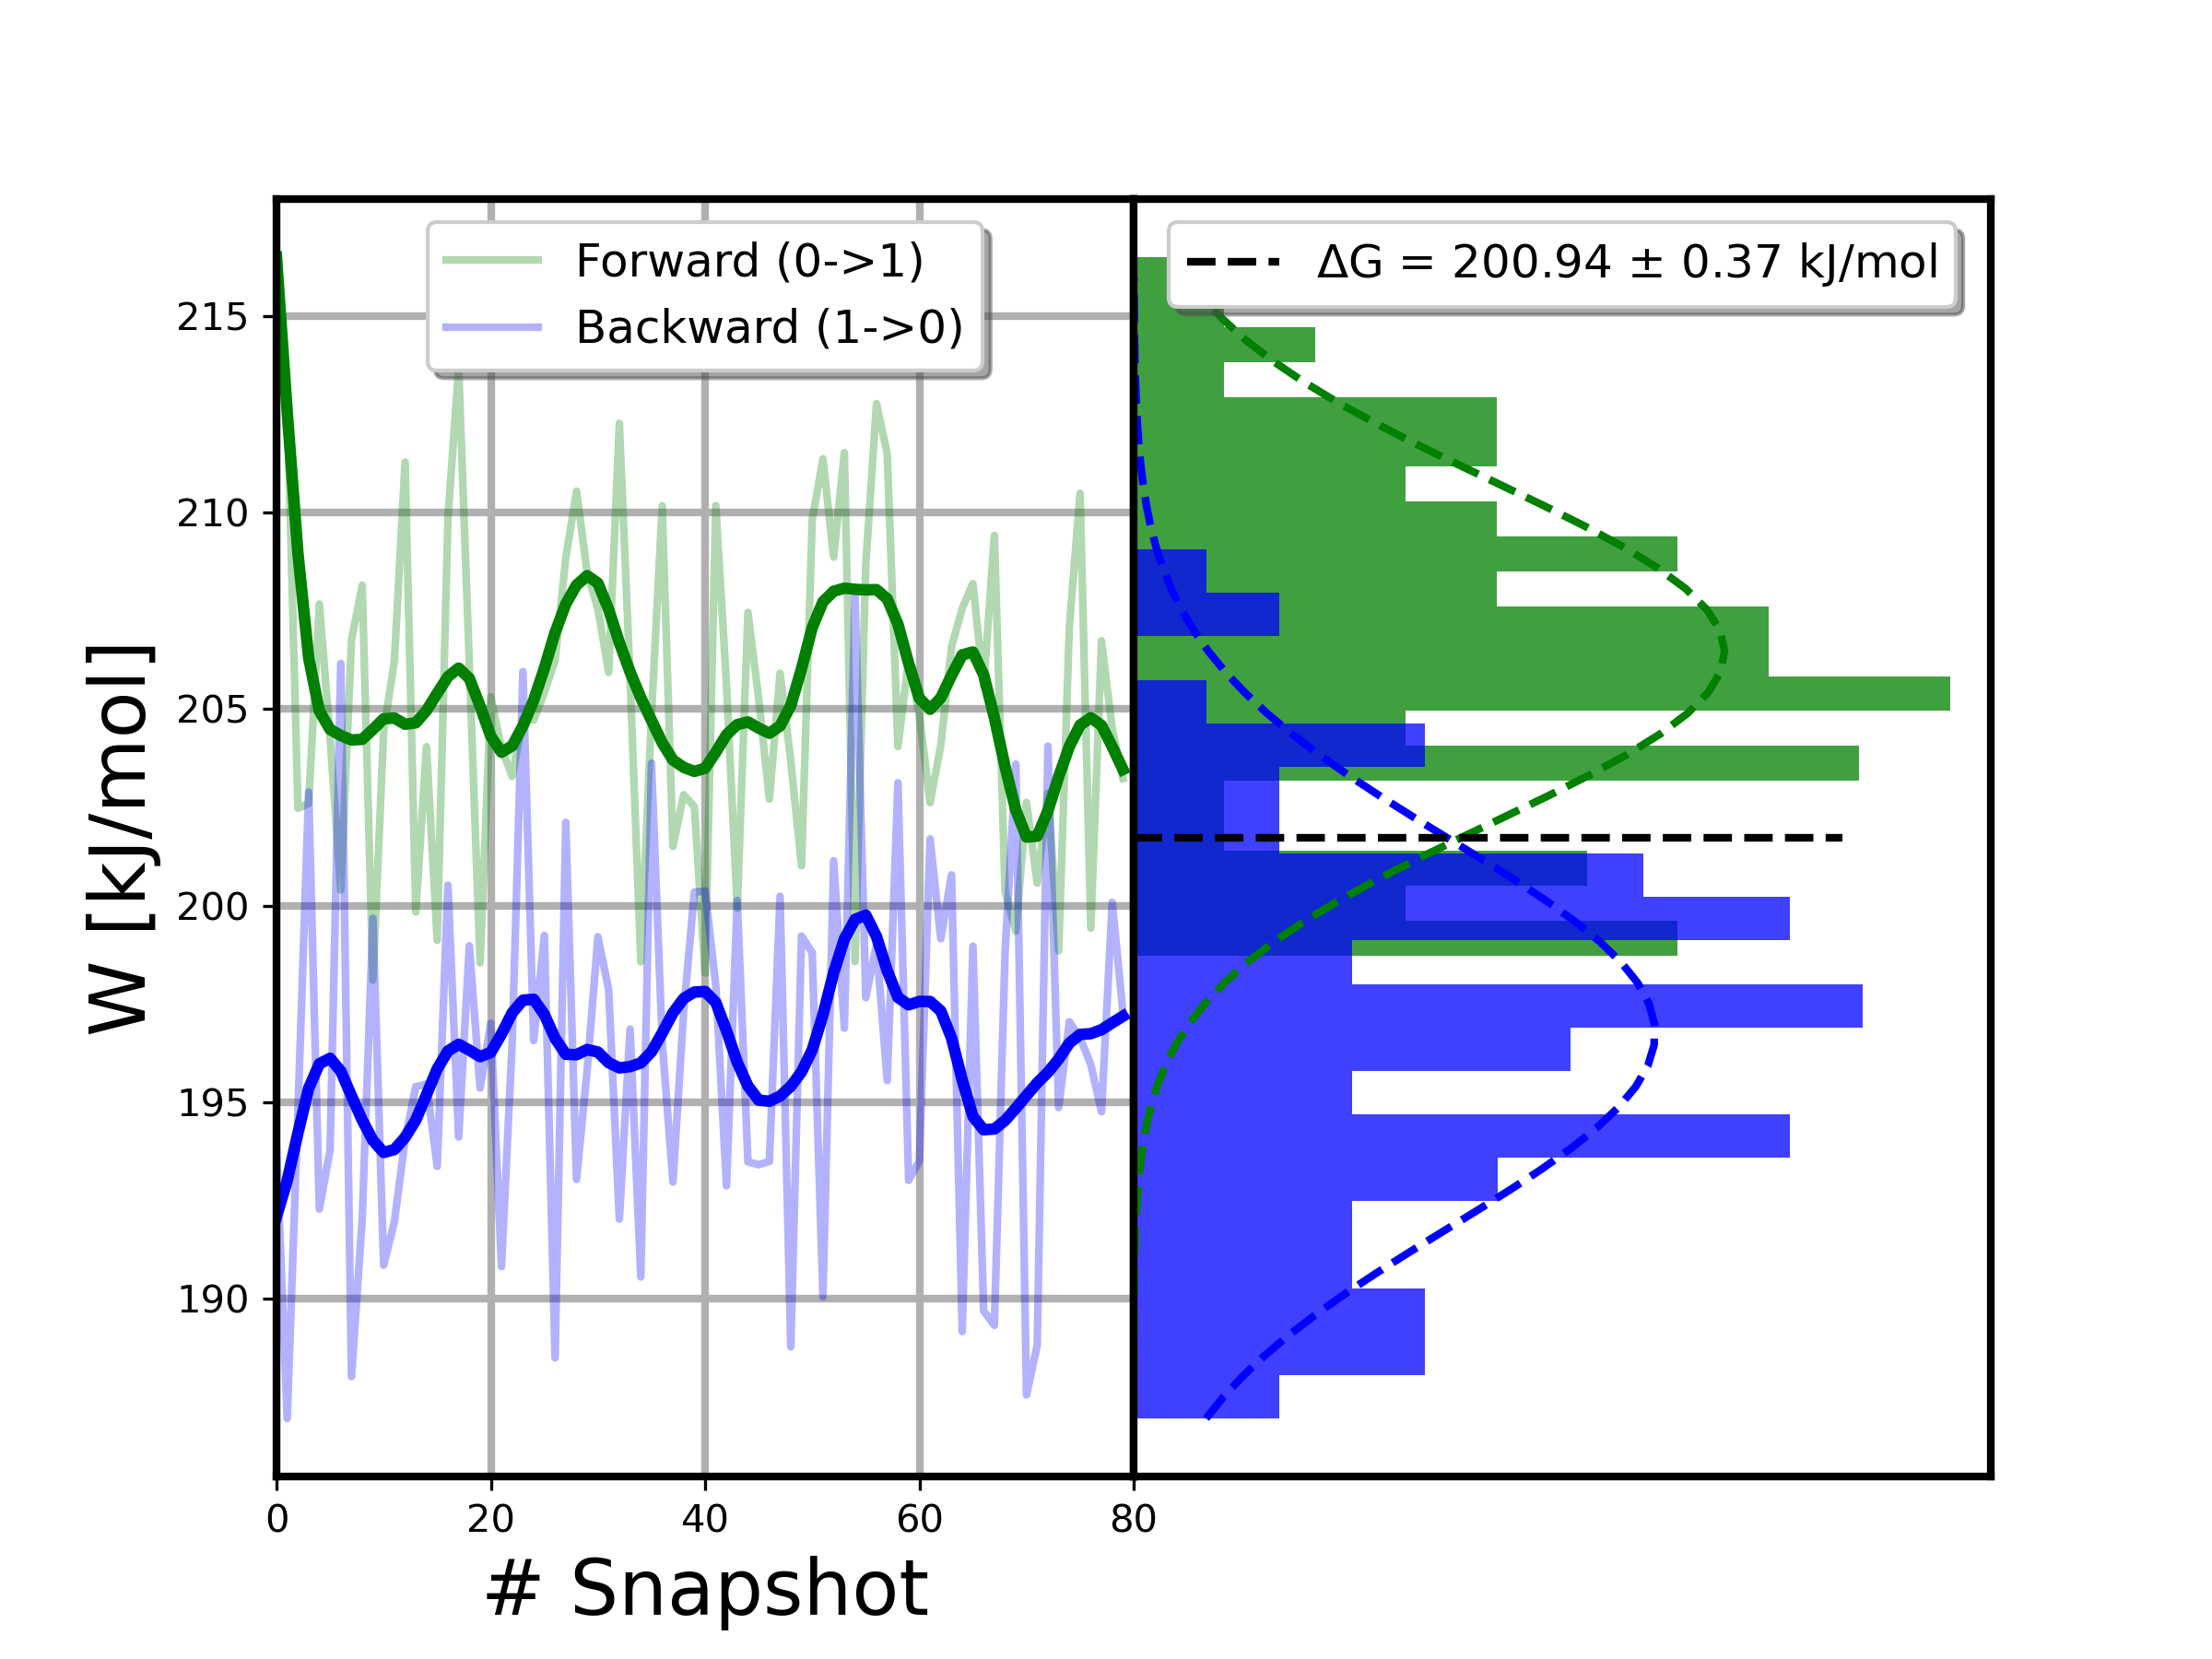 Forward (0->1)
Backward (1->0)
ΔG = 200.94 ± 0.37 kJ/mol
215
210
205
200
195
190
W [kJ/mol]
0 20 40 60 80
# Snapshot